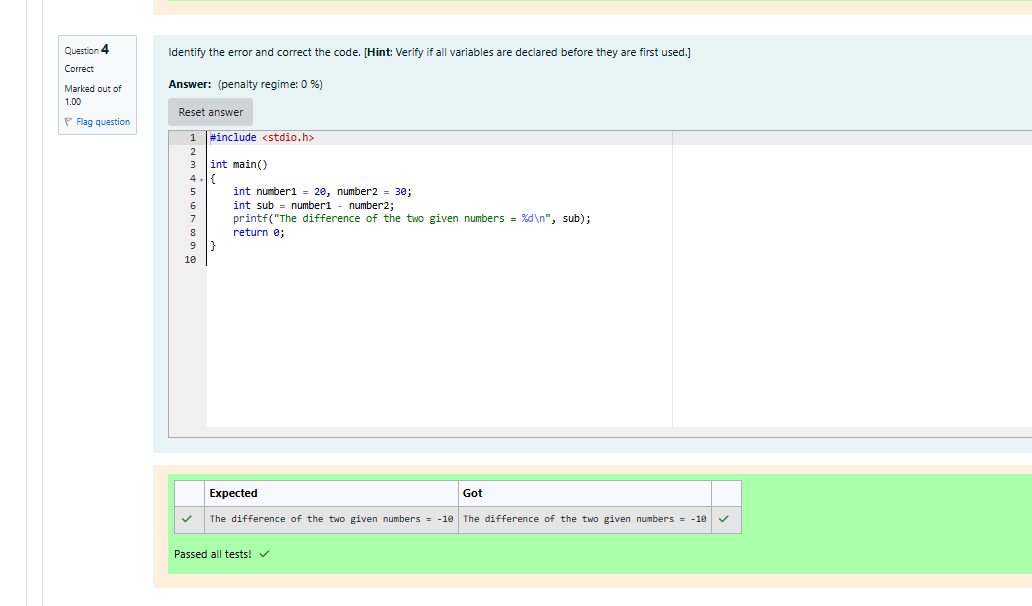 Question 4
Correct
Marked out of
1.00
Flag question
Identify the error and correct the code. [Hint: Verify if all variables are declared before they are first used.]
Answer: (penalty regime: 0 %)
Reset answer
1 #include <stdio.h>
2
3 int main()
4 {
5     int number1 = 20, number2 = 30;
6     int sub = number1 - number2;
7     printf("The difference of the two given numbers = %d\n", sub);
8     return 0;
9 }
10
Expected Got
The difference of the two given numbers = -10 The difference of the two given numbers = -10
Passed all tests!